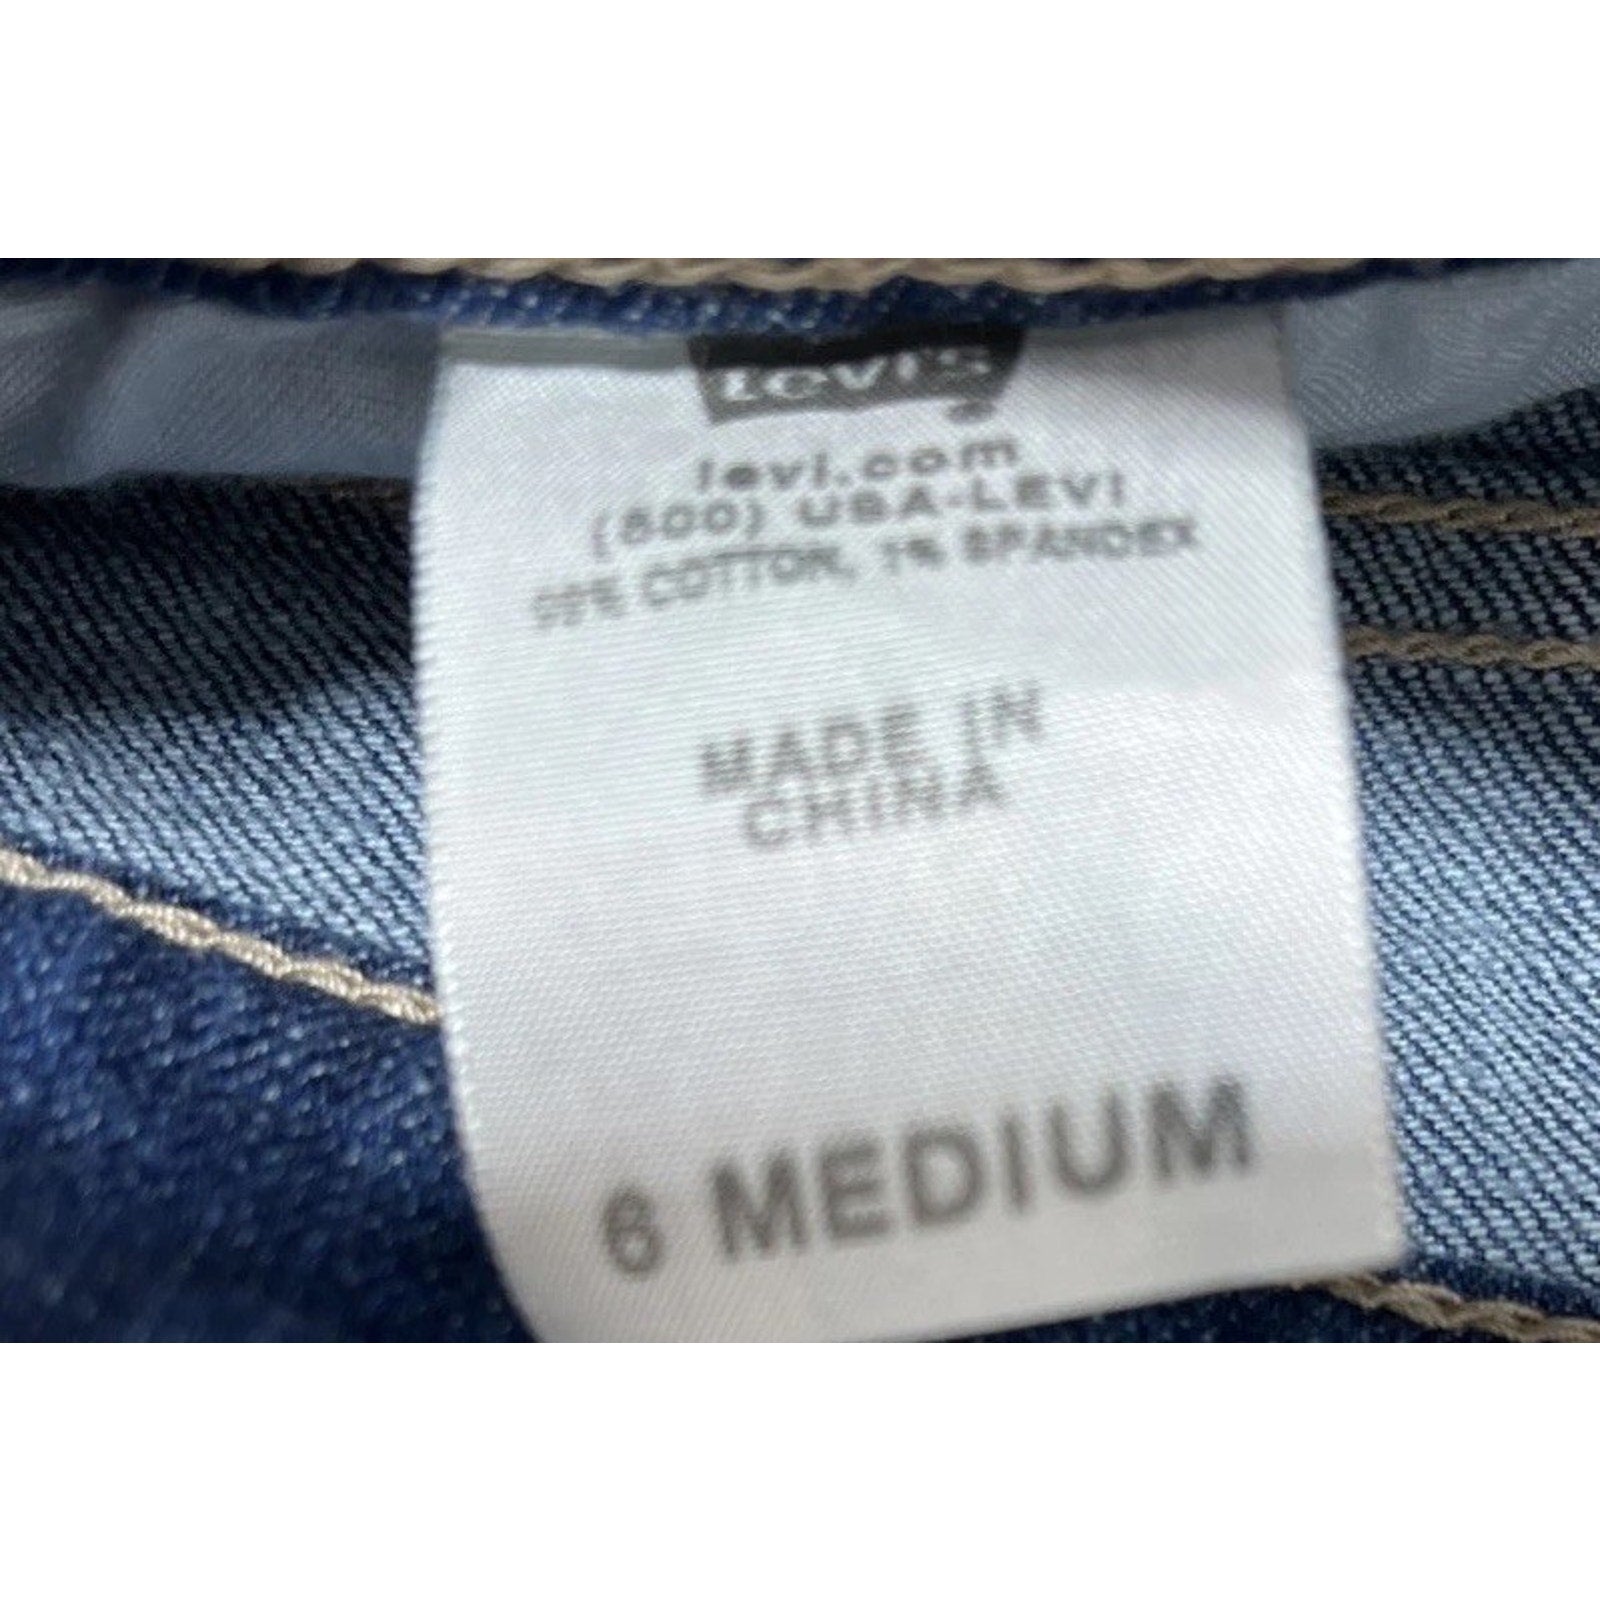 Levi's
®
levi.com
(800) USA-LEVI
99% COTTON, 1% SPANDEX
MADE IN
CHINA
6 MEDIUM